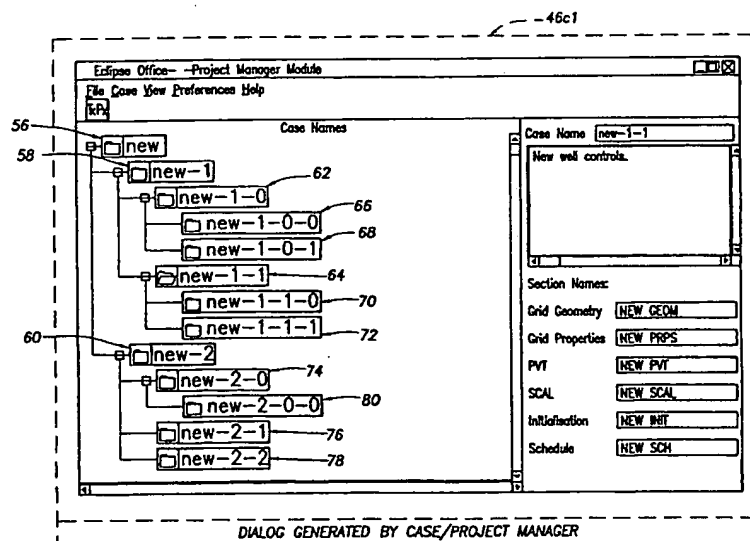 46c1
Eclipse Office- -Project Manager Module
File Case View Preferences Help
Case Names
56
new
58
new-1
62
new-1-0
66
new-1-0-0
68
new-1-0-1
64
new-1-1
70
new-1-1-0
72
new-1-1-1
60
new-2
74
new-2-0
80
new-2-0-0
76
new-2-1
78
new-2-2
Case Name new-1-1
New well controls.
Section Names:
Grid Geometry NEW GEOM
Grid Properties NEW PRPS
PVT NEW PVT
SCAL NEW SCAL
Initialisation NEW INIT
Schedule NEW SCH
DIALOG GENERATED BY CASE/PROJECT MANAGER